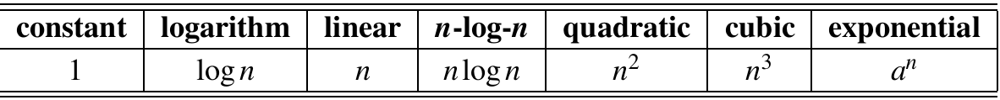 constant logarithm linear n-log-n quadratic cubic exponential
1 log n n n log n n² n³ aⁿ